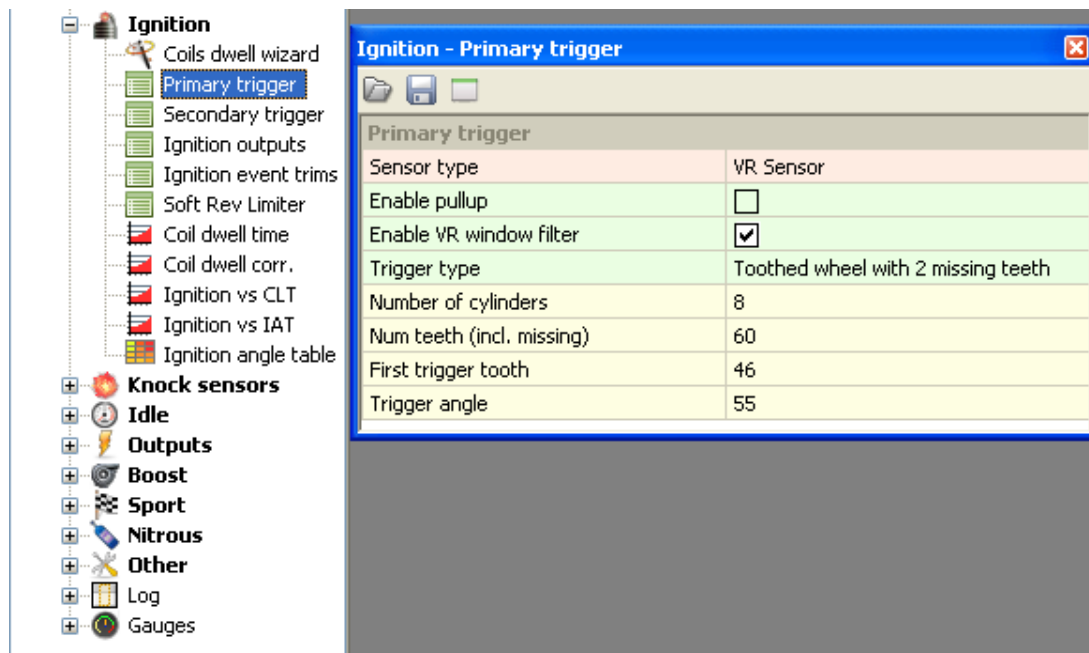 Ignition
Coils dwell wizard
Primary trigger
Secondary trigger
Ignition outputs
Ignition event trims
Soft Rev Limiter
Coil dwell time
Coil dwell corr.
Ignition vs CLT
Ignition vs IAT
Ignition angle table
Knock sensors
Idle
Outputs
Boost
Sport
Nitrous
Other
Log
Gauges
Ignition - Primary trigger
Primary trigger
Sensor type VR Sensor
Enable pullup
Enable VR window filter
Trigger type Toothed wheel with 2 missing teeth
Number of cylinders 8
Num teeth (incl. missing) 60
First trigger tooth 46
Trigger angle 55